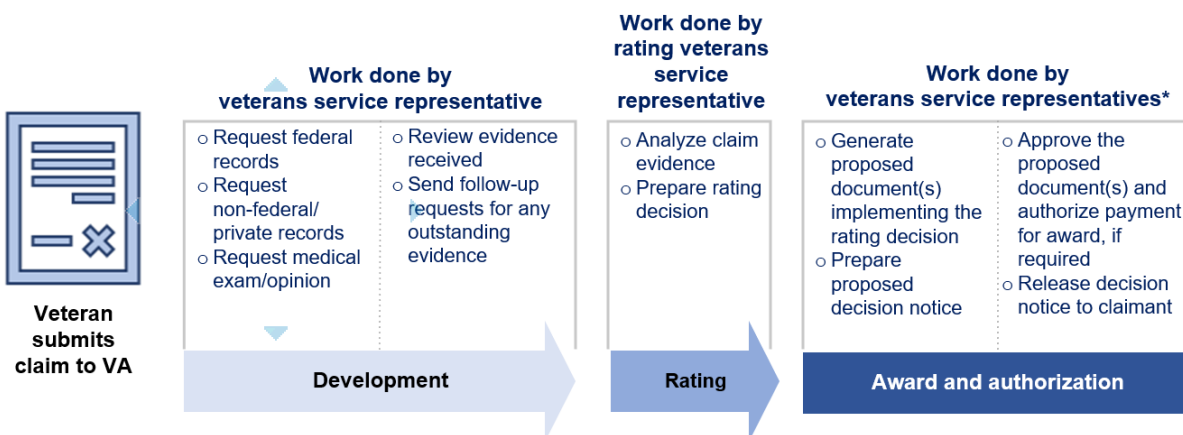 Veteran
submits
claim to VA
Work done by
veterans service representative
o Request federal
records
o Request
non-federal/
private records
o Request medical
exam/opinion
o Review evidence
received
o Send follow-up
requests for any
outstanding
evidence
Development
Work done by
rating veterans
service
representative
o Analyze claim
evidence
o Prepare rating
decision
Rating
Work done by
veterans service representatives*
o Generate
proposed
document(s)
implementing the
rating decision
o Prepare
proposed
decision notice
o Approve the
proposed
document(s) and
authorize payment
for award, if
required
o Release decision
notice to claimant
Award and authorization